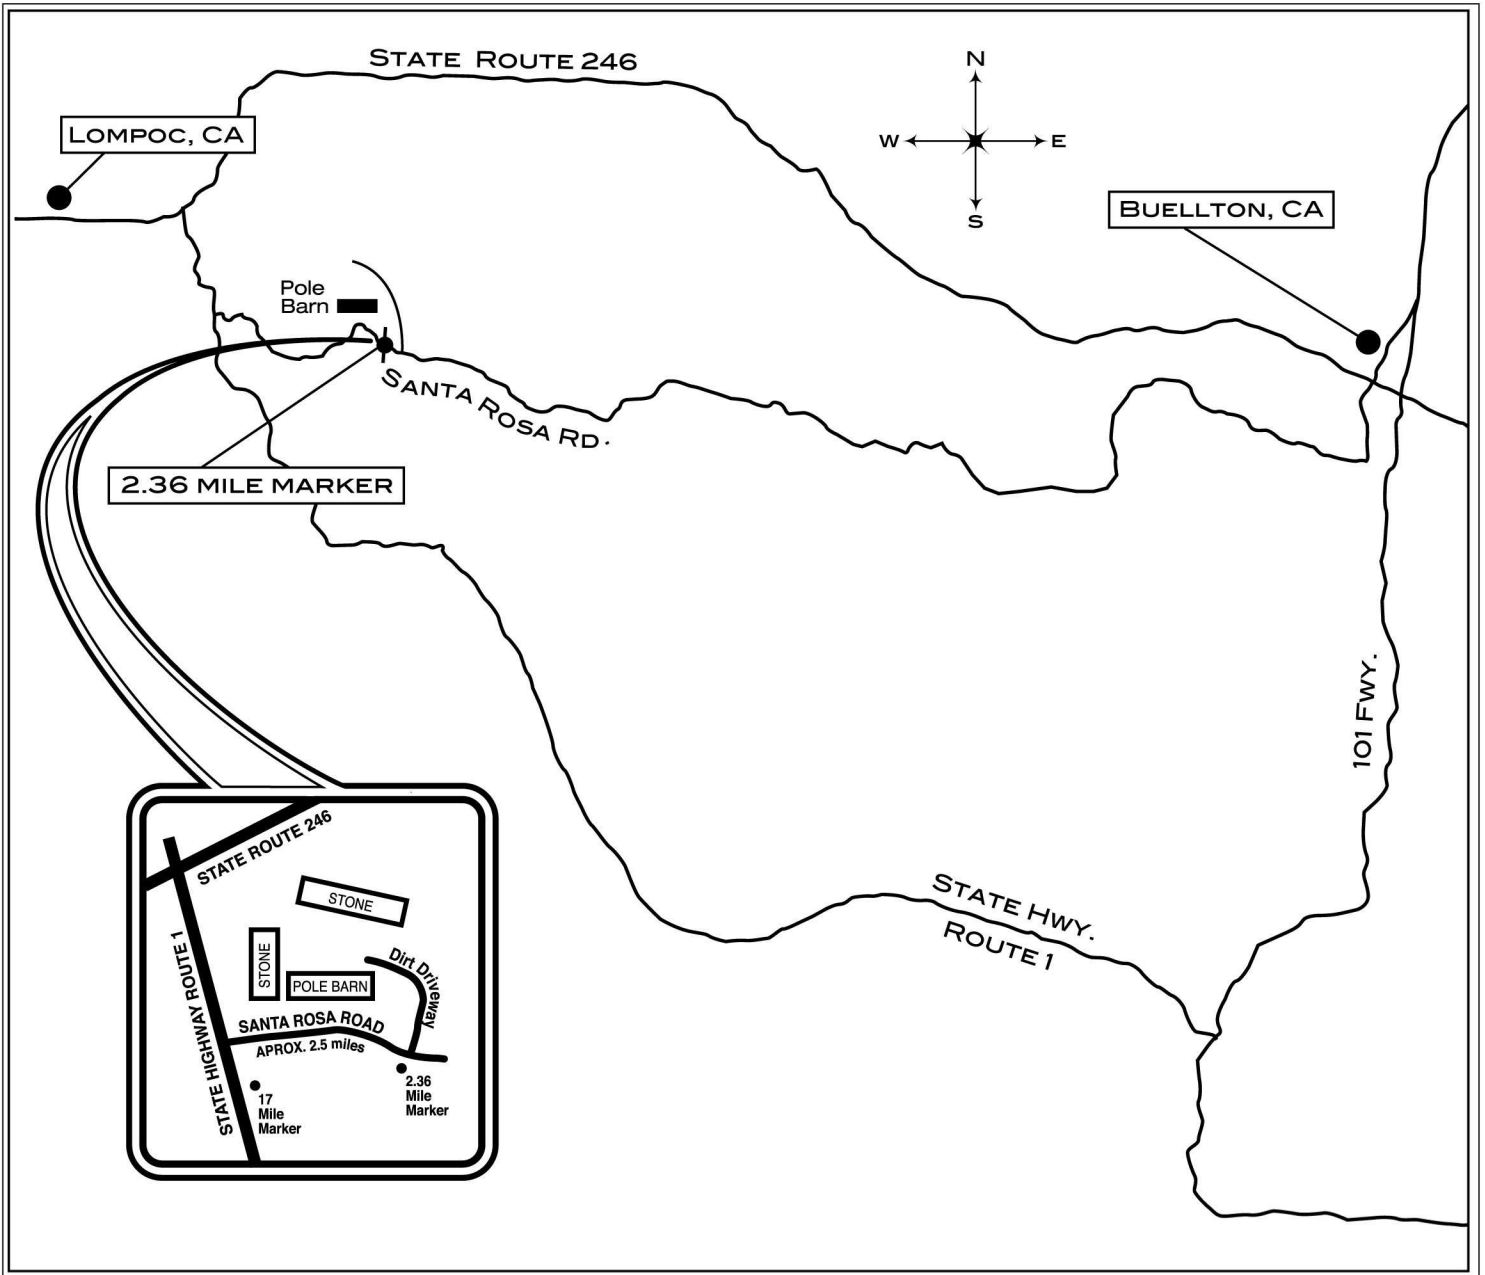 STATE ROUTE 246
N
W
E
S
LOMPOC, CA
BUELLTON, CA
Pole
Barn
SANTA ROSA RD.
2.36 MILE MARKER
101 FWY.
STATE HWY.
ROUTE 1
STATE ROUTE 246
STONE
STONE
POLE BARN
Dirt Driveway
STATE HIGHWAY ROUTE 1
SANTA ROSA ROAD
APROX. 2.5 miles
17
Mile
Marker
2.36
Mile
Marker